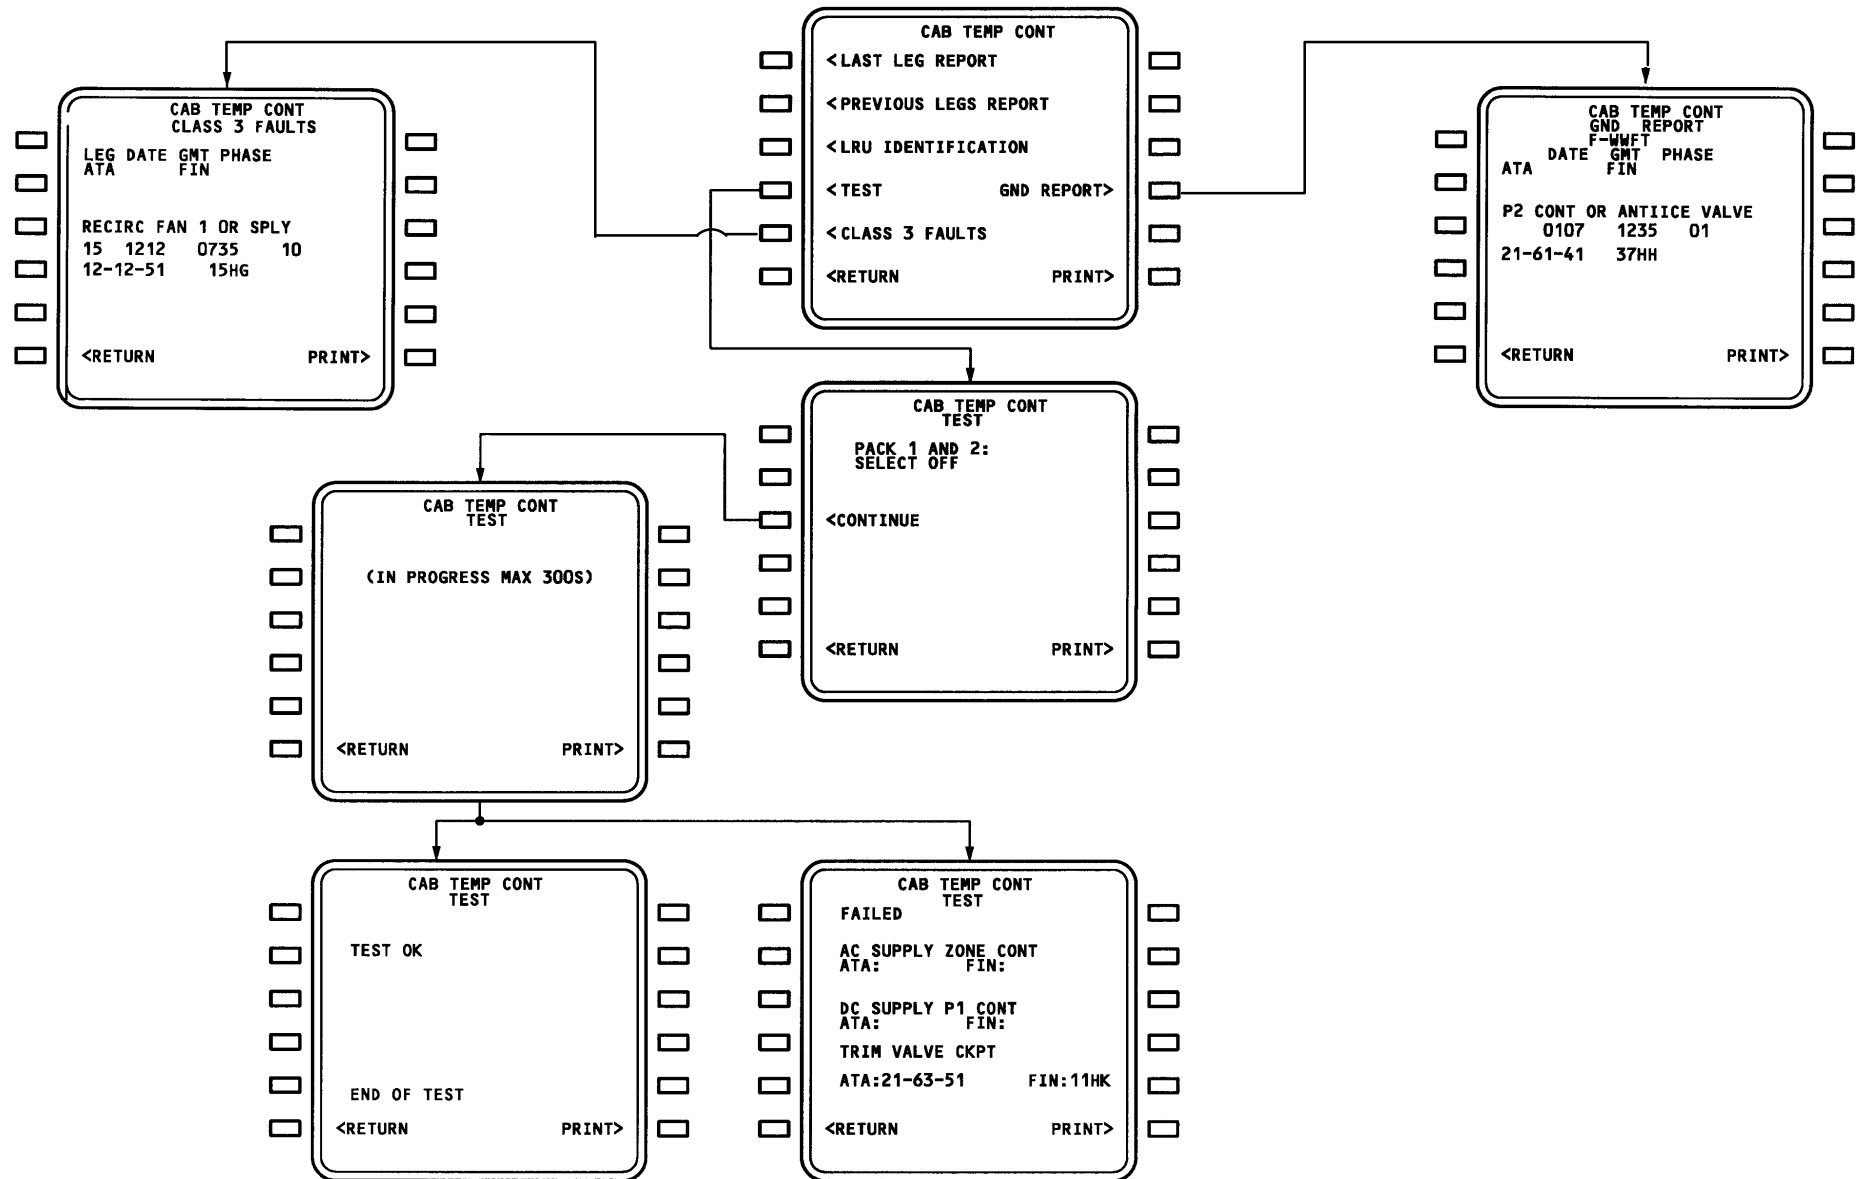 CAB TEMP CONT
<LAST LEG REPORT
<PREVIOUS LEGS REPORT
<LRU IDENTIFICATION
<TEST GND REPORT>
<CLASS 3 FAULTS
<RETURN PRINT>
CAB TEMP CONT
CLASS 3 FAULTS
LEG DATE GMT PHASE
ATA FIN
RECIRC FAN 1 OR SPLY
15 1212 0735 10
12-12-51 15HG
<RETURN PRINT>
CAB TEMP CONT
GND REPORT
F-WWFT
DATE GMT PHASE
ATA FIN
P2 CONT OR ANTIICE VALVE
0107 1235 01
21-61-41 37HH
<RETURN PRINT>
CAB TEMP CONT
TEST
PACK 1 AND 2:
SELECT OFF
<CONTINUE
<RETURN PRINT>
CAB TEMP CONT
TEST
(IN PROGRESS MAX 300S)
<RETURN PRINT>
CAB TEMP CONT
TEST
TEST OK
END OF TEST
<RETURN PRINT>
CAB TEMP CONT
TEST
FAILED
AC SUPPLY ZONE CONT
ATA: FIN:
DC SUPPLY P1 CONT
ATA: FIN:
TRIM VALVE CKPT
ATA:21-63-51 FIN:11HK
<RETURN PRINT>